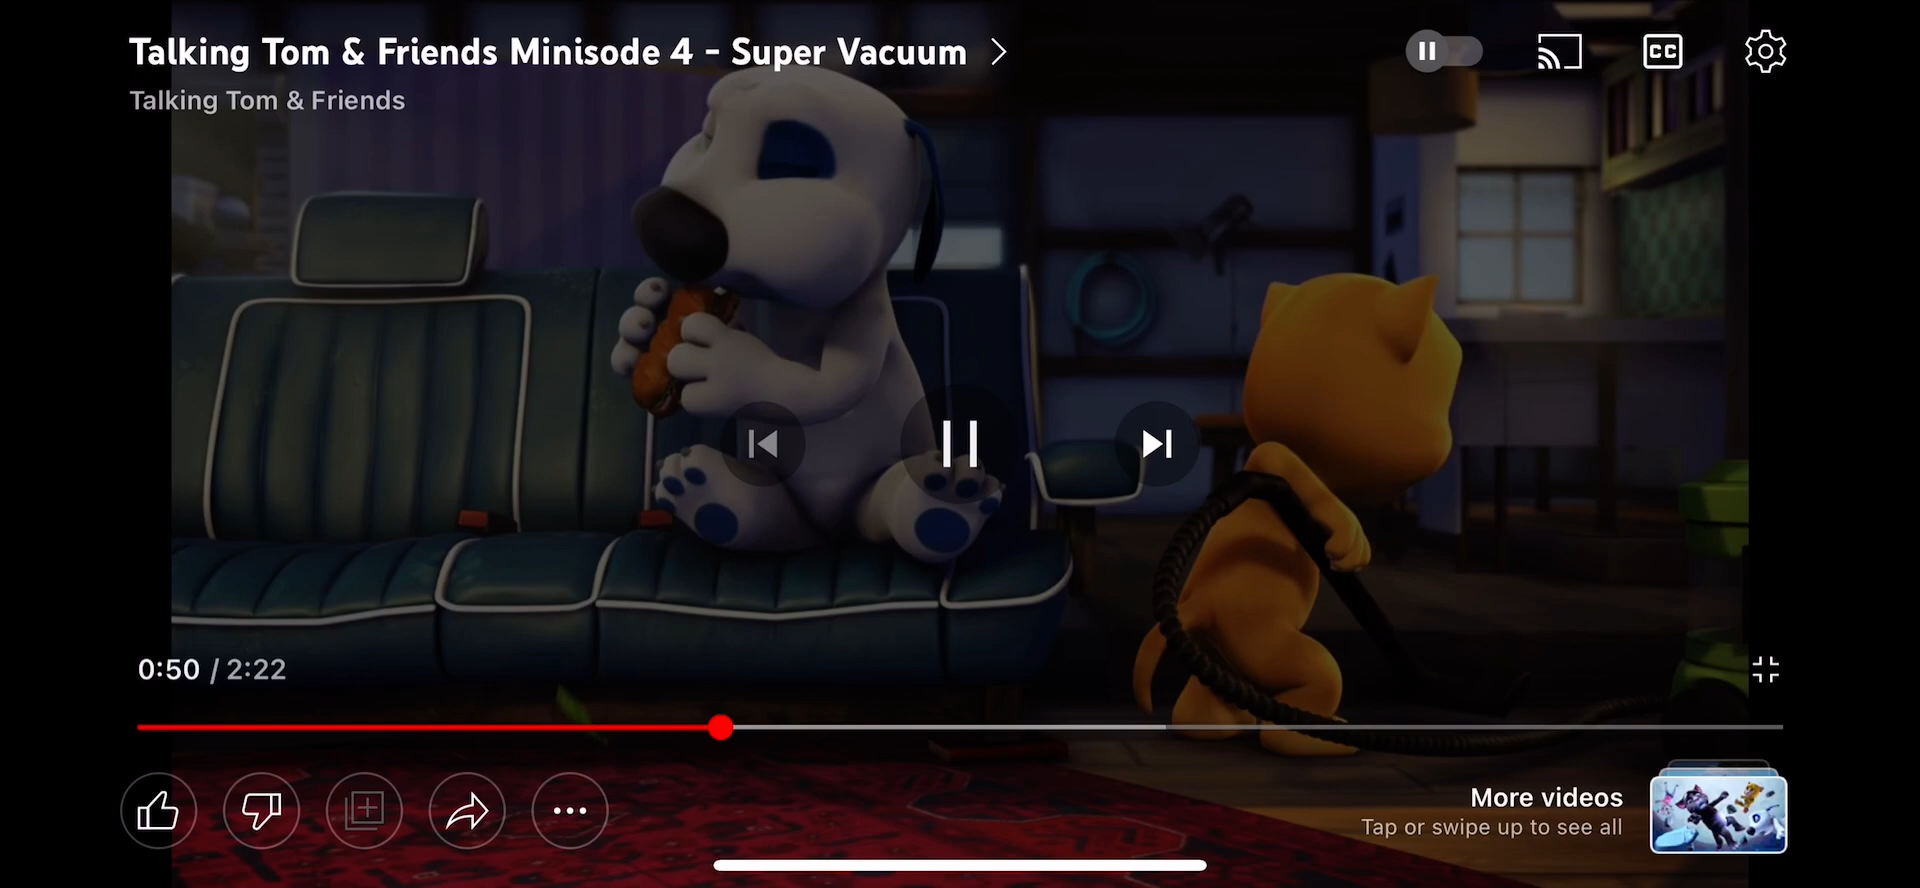 Talking Tom & Friends Minisode 4 - Super Vacuum
Talking Tom & Friends
CC
0:50 / 2:22
More videos
Tap or swipe up to see all